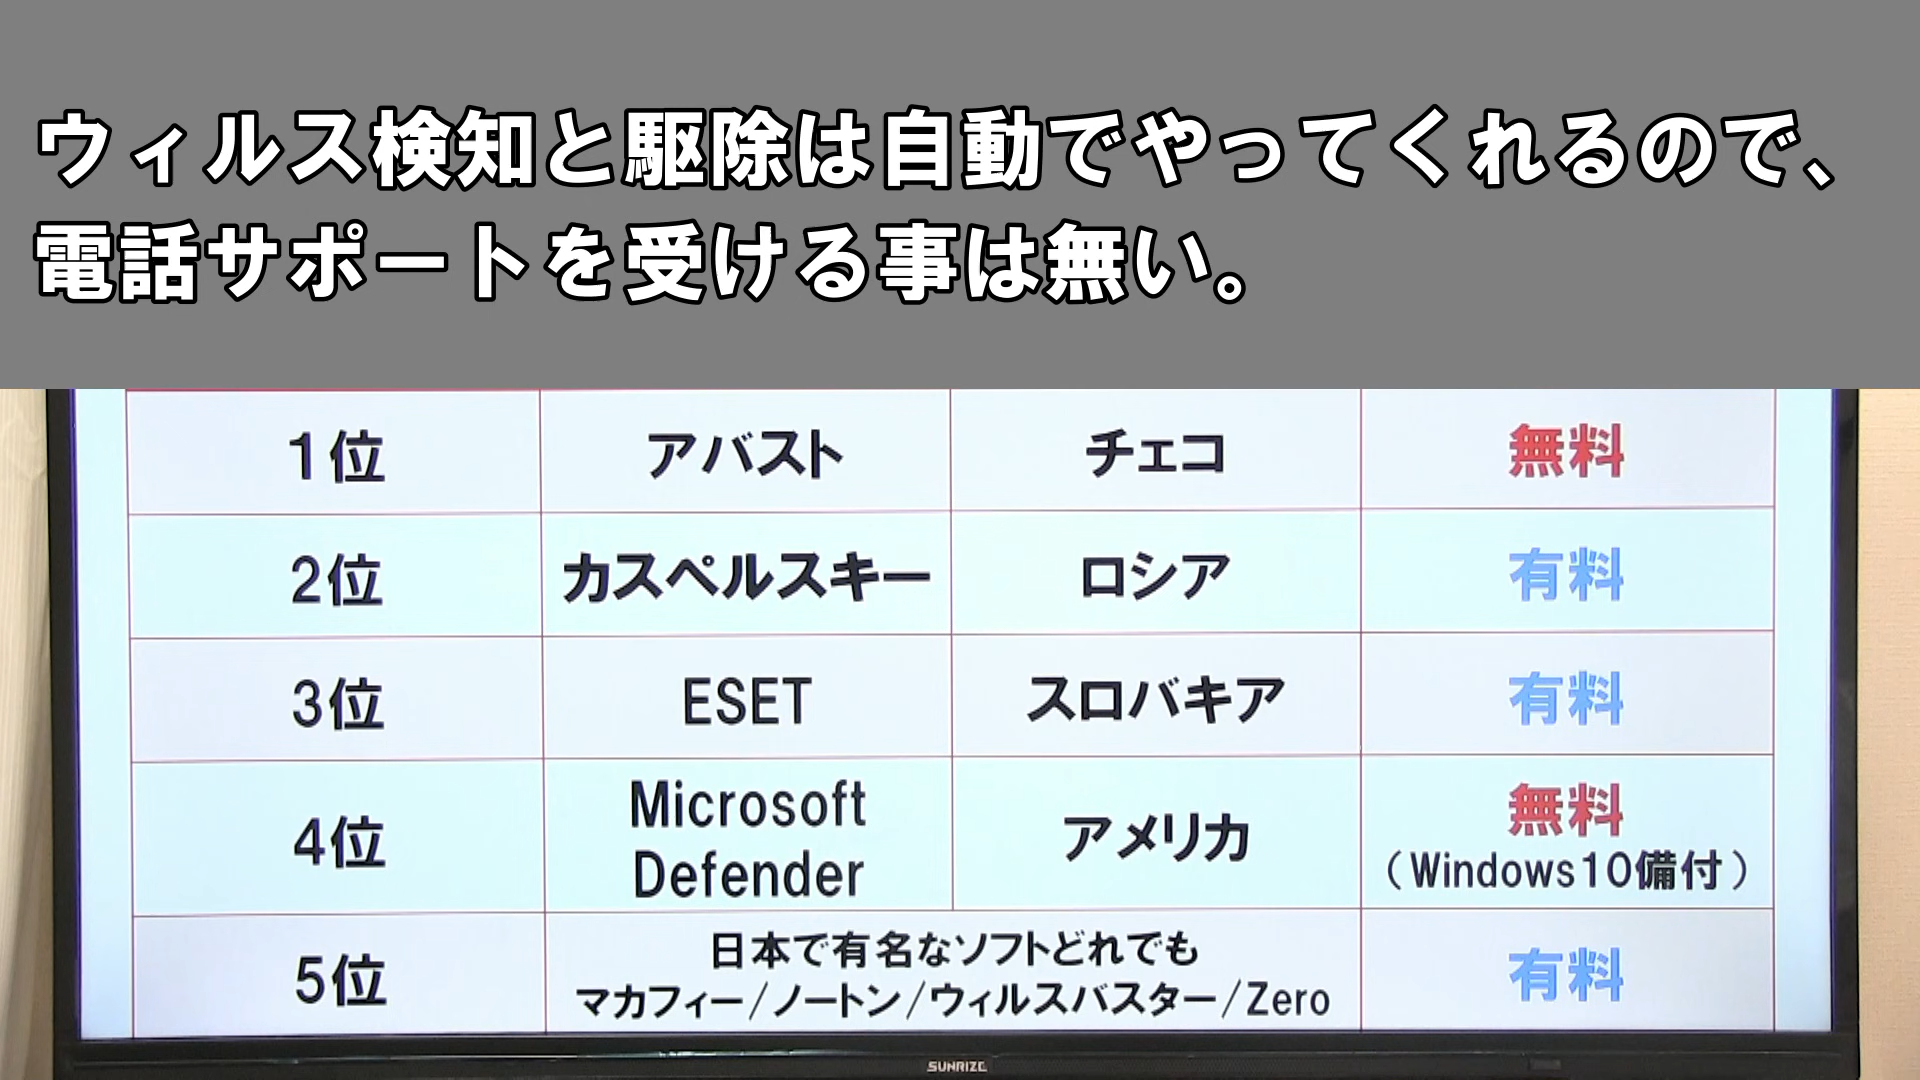 ウィルス検知と駆除は自動でやってくれるので、
電話サポートを受ける事は無い。
1位 アバスト チェコ 無料
2位 カスペルスキー ロシア 有料
3位 ESET スロバキア 有料
4位 Microsoft Defender アメリカ 無料
（Windows10備付）
5位 日本で有名なソフトどれでも 有料
マカフィー/ノートン/ウィルスバスター/Zero
SUNRIZE